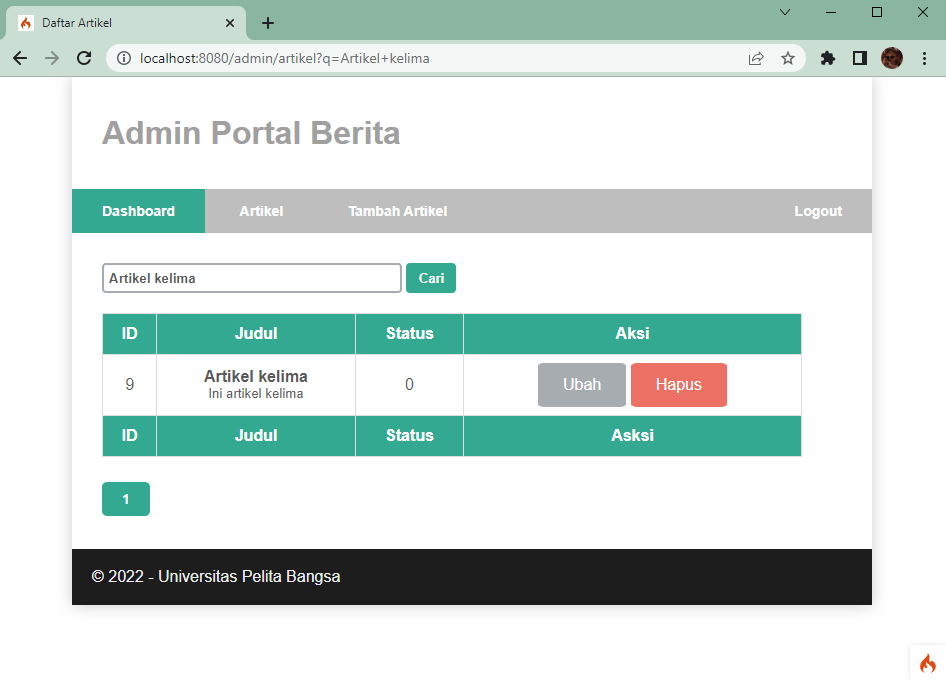 Daftar Artikel
localhost:8080/admin/artikel?q=Artikel+kelima
Admin Portal Berita
Dashboard Artikel Tambah Artikel Logout
Artikel kelima Cari
ID Judul Status Aksi
9 Artikel kelima 0 Ubah Hapus
Ini artikel kelima
ID Judul Status Asksi
1
© 2022 - Universitas Pelita Bangsa